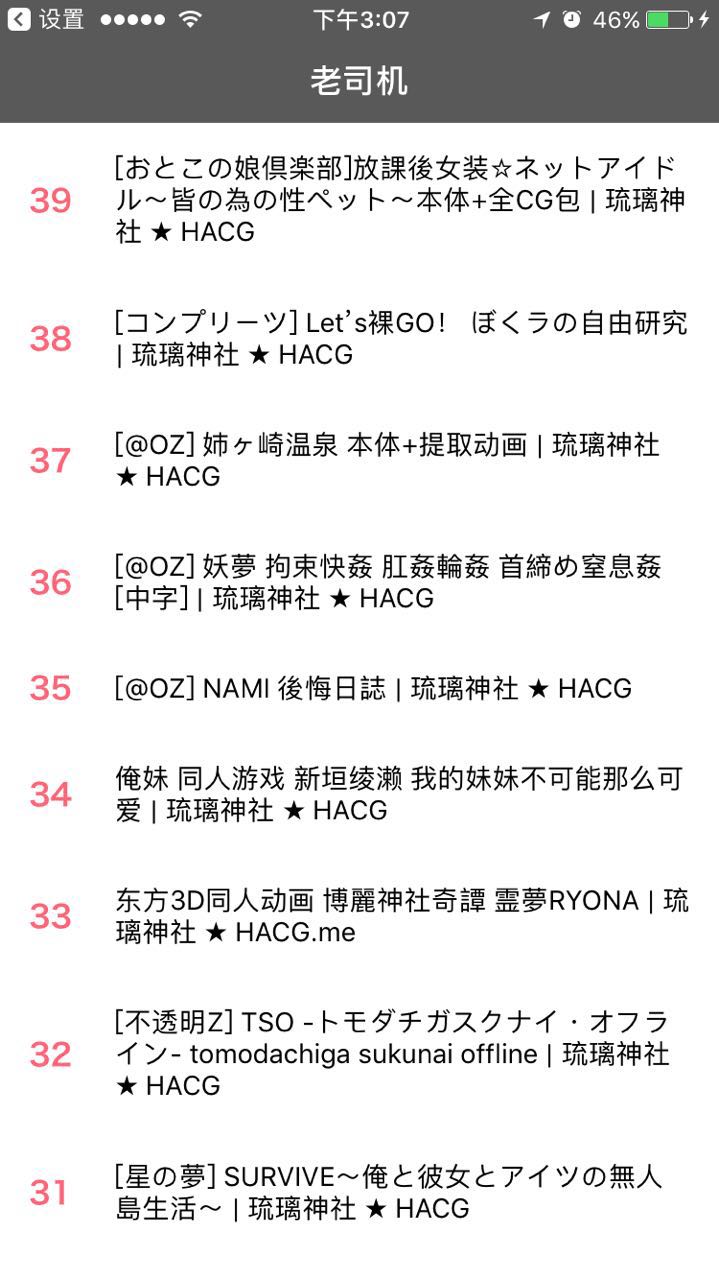 设置 下午3:07 46%
老司机
39
[おとこの娘倶楽部]放課後女装☆ネットアイド
ル～皆の為の性ペット～本体+全CG包 | 琉璃神
社 ★ HACG
38
[コンプリーツ] Let's裸GO！ ぼくラの自由研究
| 琉璃神社 ★ HACG
37
[@OZ] 姉ヶ崎温泉 本体+提取动画 | 琉璃神社
★ HACG
36
[@OZ] 妖夢 拘束快姦 肛姦輪姦 首締め窒息姦
[中字] | 琉璃神社 ★ HACG
35
[@OZ] NAMI 後悔日誌 | 琉璃神社 ★ HACG
34
俺妹 同人游戏 新垣绫濑 我的妹妹不可能那么可
爱 | 琉璃神社 ★ HACG
33
东方3D同人动画 博麗神社奇譚 霊夢RYONA | 琉
璃神社 ★ HACG.me
32
[不透明Z] TSO -トモダチガスクナイ・オフラ
イン- tomodachiga sukunai offline | 琉璃神社
★ HACG
31
[星の夢] SURVIVE～俺と彼女とアイツの無人
島生活～ | 琉璃神社 ★ HACG